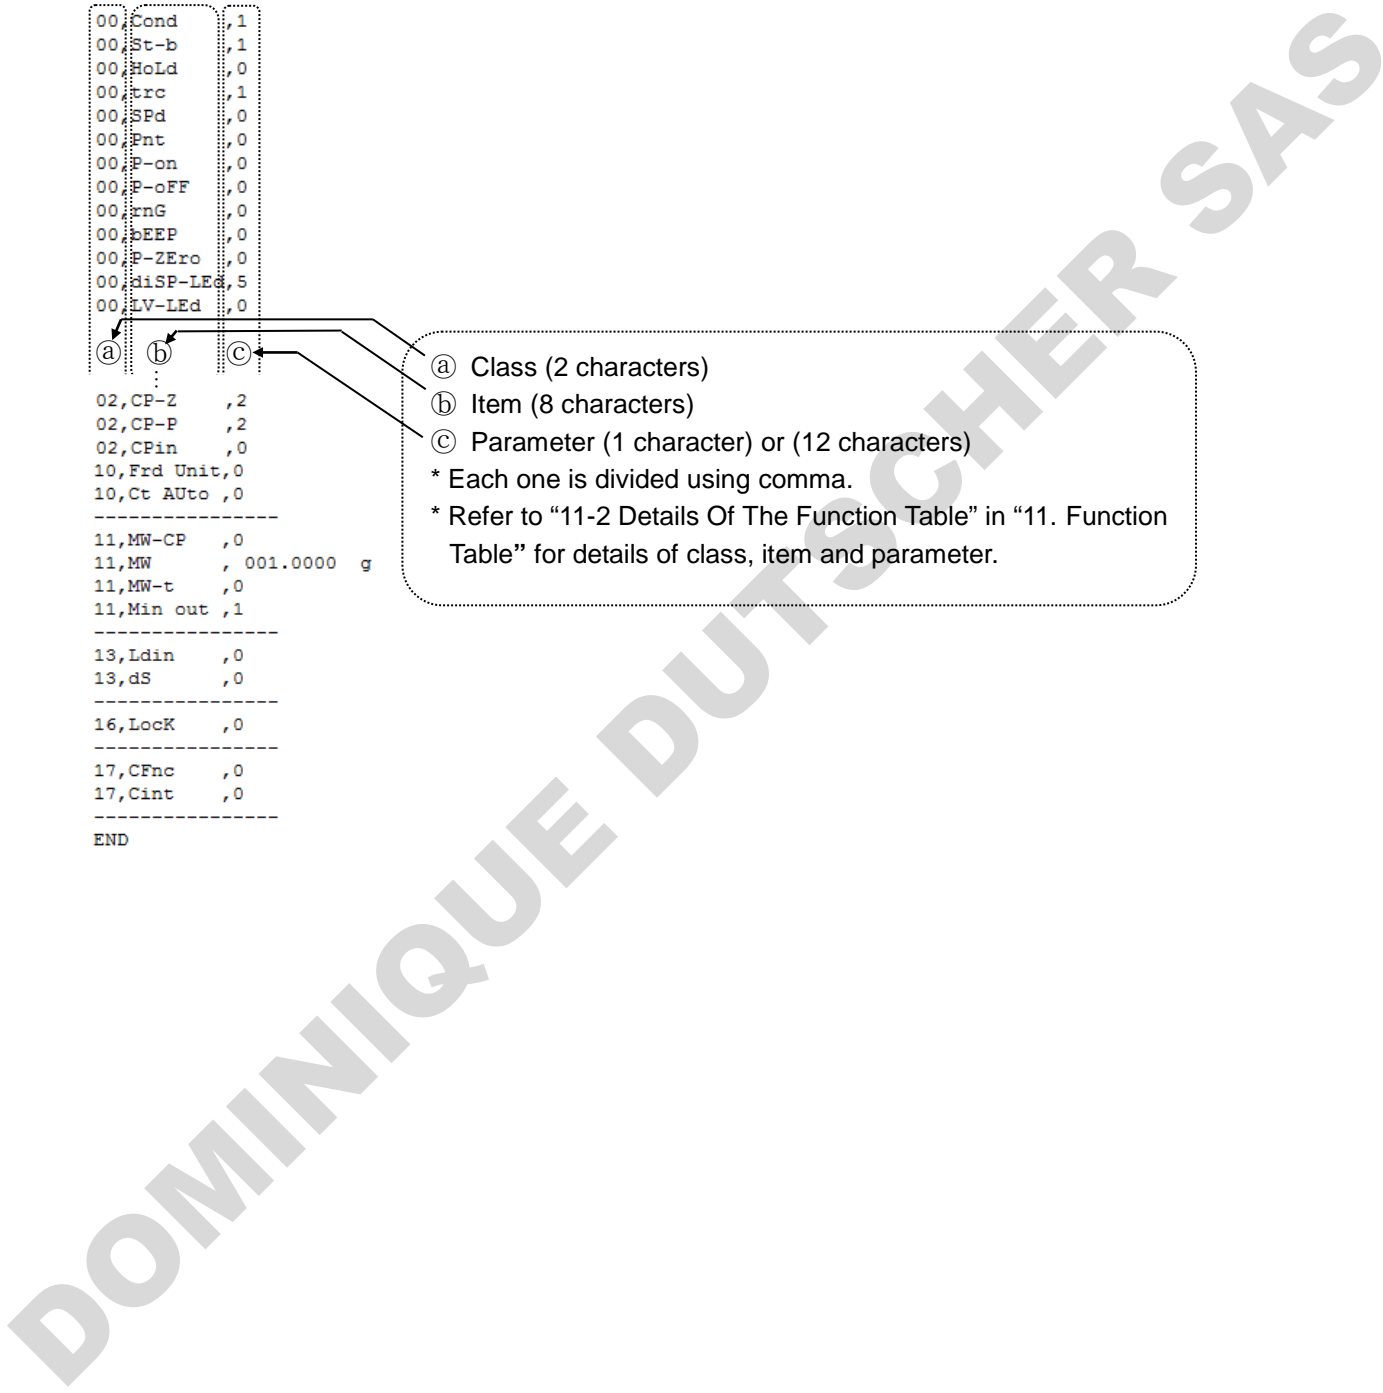 00,Cond    ,1
00,St-b    ,1
00,HoLd    ,0
00,trc     ,1
00,SPd     ,0
00,Pnt     ,0
00,P-on    ,0
00,P-oFF   ,0
00,rnG     ,0
00,bEEP    ,0
00,P-ZEro  ,0
00,diSP-LEd,5
00,LV-LEd  ,0
ⓐ ⓑ ⓒ
⋮
02,CP-Z    ,2
02,CP-P    ,2
02,CPin    ,0
10,Frd Unit,0
10,Ct AUto ,0
----------------
11,MW-CP   ,0
11,MW      , 001.0000  g
11,MW-t    ,0
11,Min out ,1
----------------
13,Ldin    ,0
13,dS      ,0
----------------
16,LocK    ,0
----------------
17,CFnc    ,0
17,Cint    ,0
----------------
END
ⓐ Class (2 characters)
ⓑ Item (8 characters)
ⓒ Parameter (1 character) or (12 characters)
* Each one is divided using comma.
* Refer to “11-2 Details Of The Function Table” in “11. Function
Table” for details of class, item and parameter.
DOMINIQUE DUTSCHER SAS